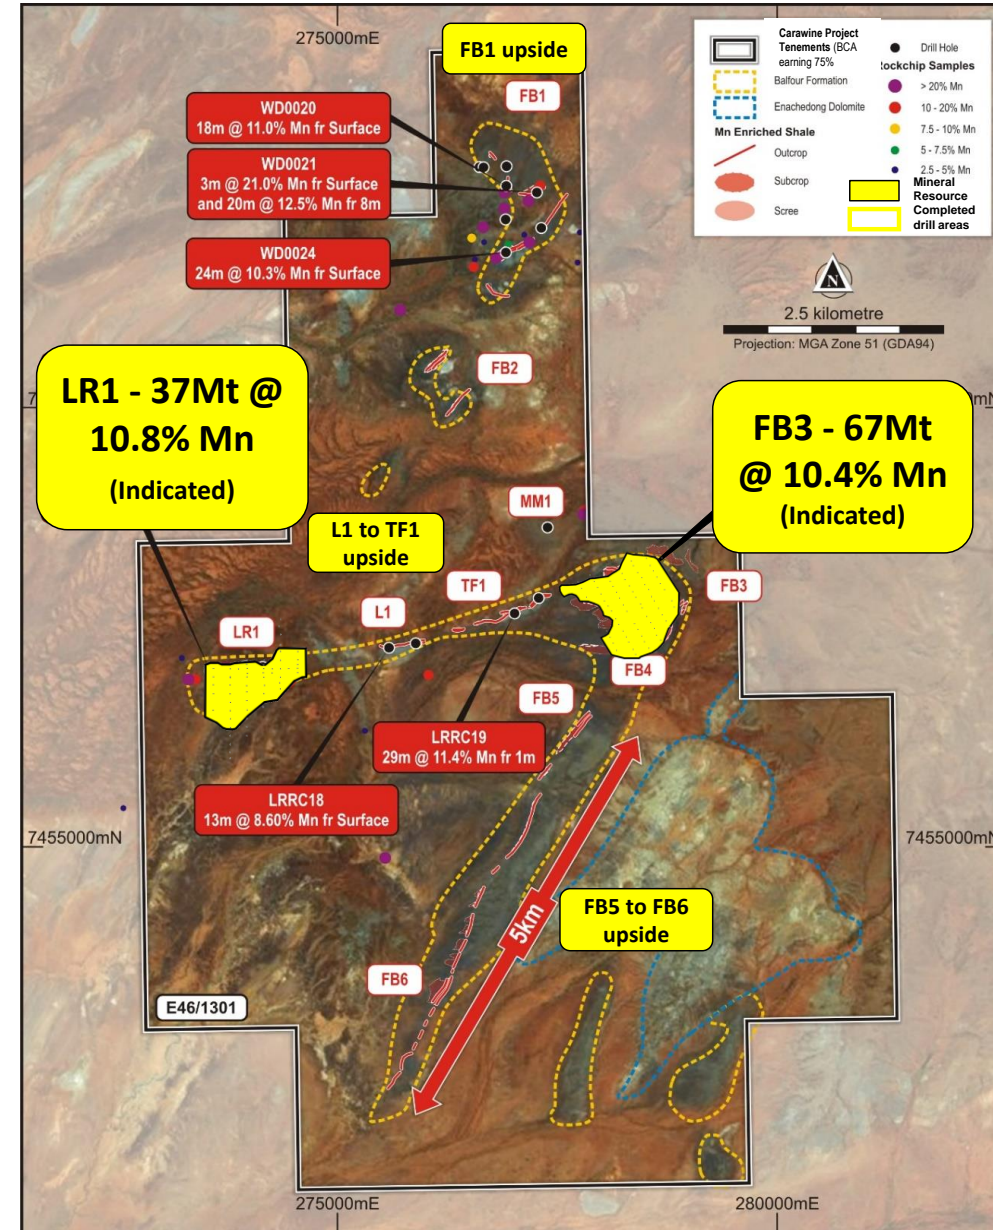 275000mE
FB1 upside
FB1
WD0020
18m @ 11.0% Mn fr Surface
WD0021
3m @ 21.0% Mn fr Surface
and 20m @ 12.5% Mn fr 8m
WD0024
24m @ 10.3% Mn fr Surface
Carawine Project
Tenements (BCA
earning 75%
Balfour Formation
Enachedong Dolomite
Mn Enriched Shale
Outcrop
Subcrop
Scree
Drill Hole
ockchip Samples
> 20% Mn
10 - 20% Mn
7.5 - 10% Mn
5 - 7.5% Mn
2.5 - 5% Mn
Mineral
Resource
Completed
drill areas
N
2.5 kilometre
Projection: MGA Zone 51 (GDA94)
FB2
LR1 - 37Mt @
10.8% Mn
(Indicated)
FB3 - 67Mt
@ 10.4% Mn
(Indicated)
MM1
L1 to TF1
upside
TF1
FB3
L1
LR1
FB4
FB5
LRRC19
29m @ 11.4% Mn fr 1m
LRRC18
13m @ 8.60% Mn fr Surface
7455000mN
7455000mN
5km
FB5 to FB6
upside
FB6
E46/1301
275000mE
280000mE